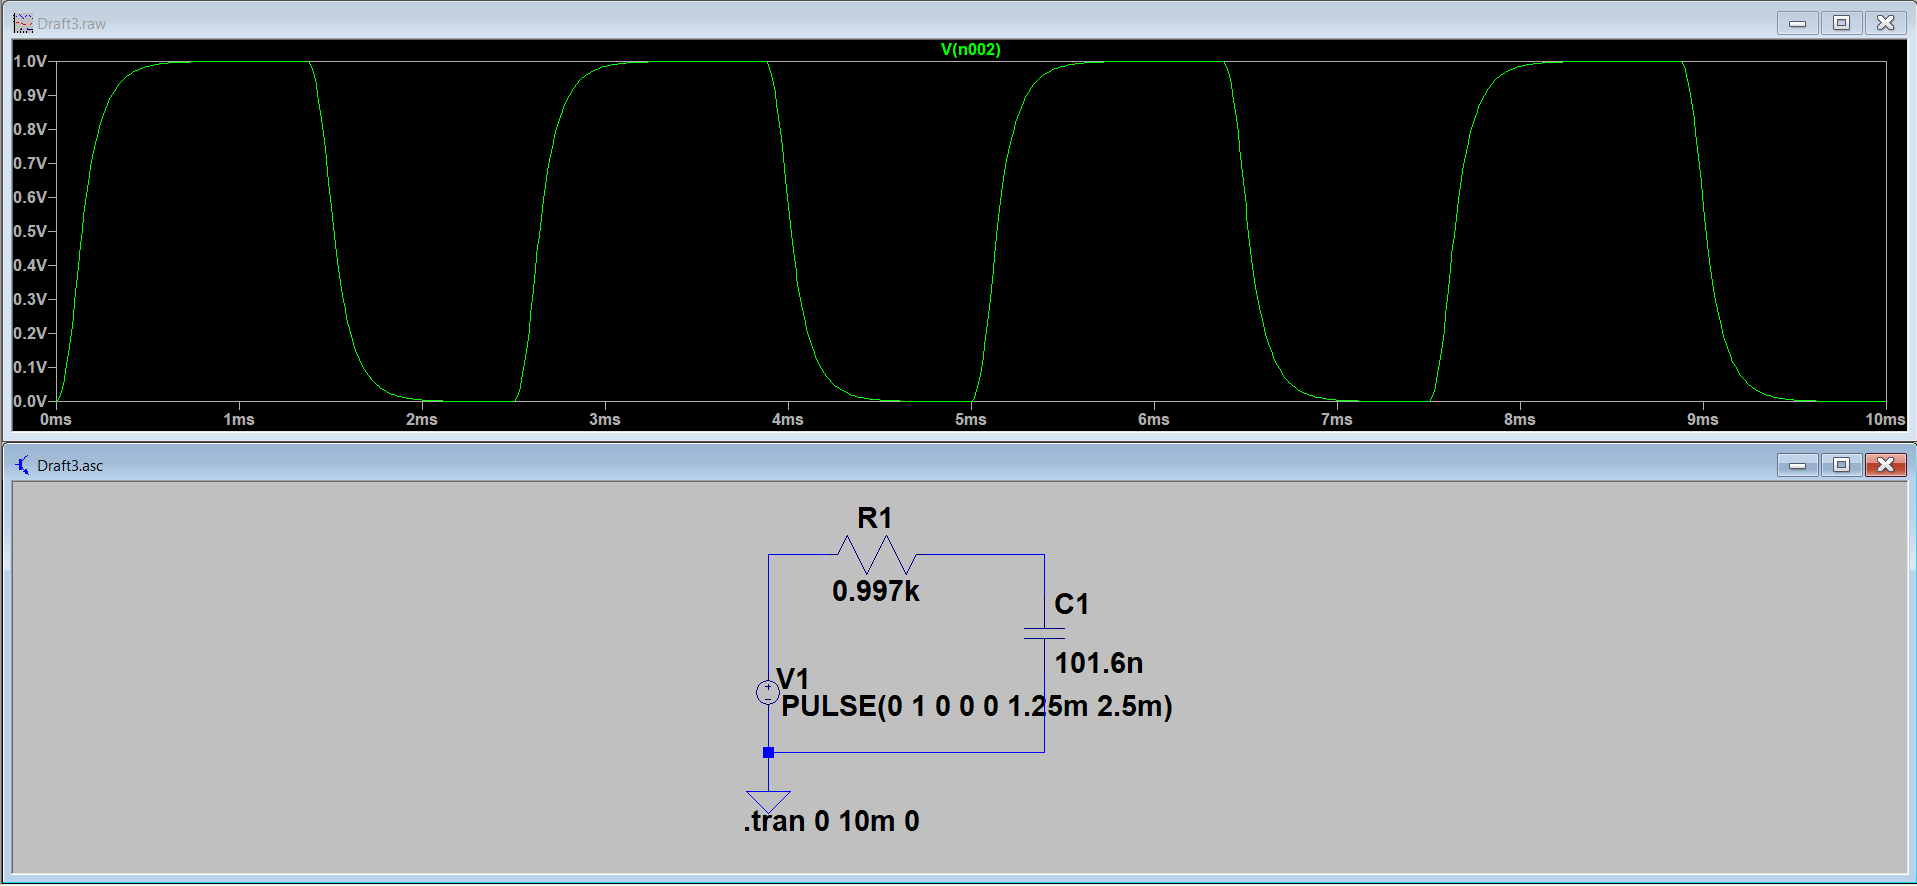 Draft3.raw
V(n002)
1.0V
0.9V
0.8V
0.7V
0.6V
0.5V
0.4V
0.3V
0.2V
0.1V
0.0V
0ms 1ms 2ms 3ms 4ms 5ms 6ms 7ms 8ms 9ms 10ms
Draft3.asc
R1
0.997k
C1
101.6n
V1
PULSE(0 1 0 0 0 1.25m 2.5m)
.tran 0 10m 0